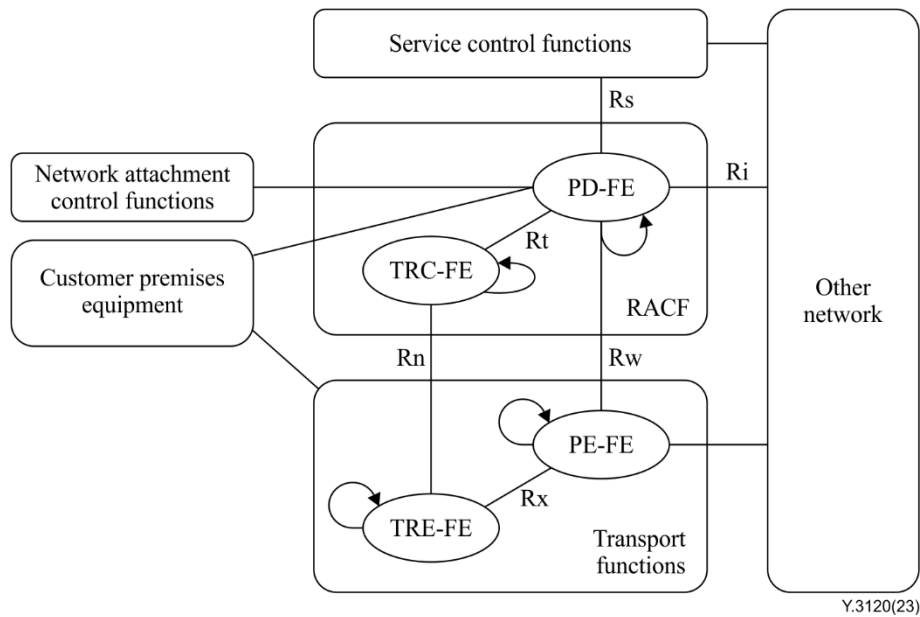 Service control functions
Rs
Network attachment
control functions
PD-FE
Ri
Rt
Customer premises
equipment
TRC-FE
RACF
Other
network
Rn
Rw
PE-FE
Rx
TRE-FE
Transport
functions
Y.3120(23)